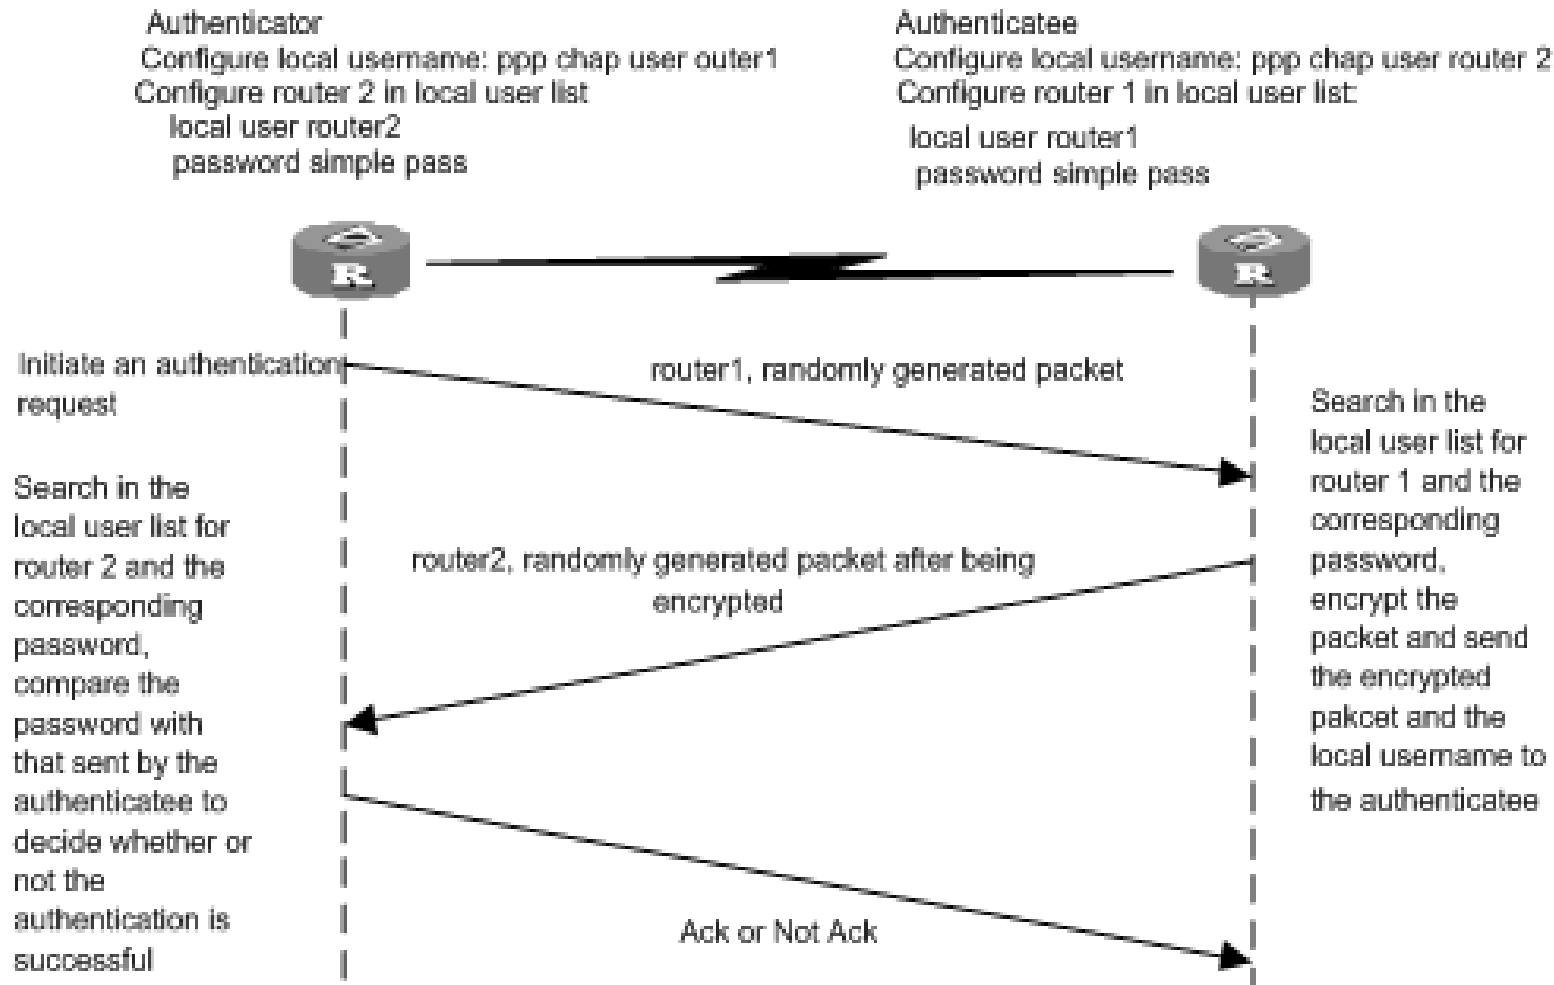 Authenticator
Configure local username: ppp chap user outer1
Configure router 2 in local user list
local user router2
password simple pass
Authenticatee
Configure local username: ppp chap user router 2
Configure router 1 in local user list:
local user router1
password simple pass
R
R
Initiate an authentication
request
router1, randomly generated packet
Search in the
local user list for
router 1 and the
corresponding
password,
encrypt the
packet and send
the encrypted
pakcet and the
local username to
the authenticatee
router2, randomly generated packet after being
encrypted
Search in the
local user list for
router 2 and the
corresponding
password,
compare the
password with
that sent by the
authenticatee to
decide whether or
not the
authentication is
successful
Ack or Not Ack